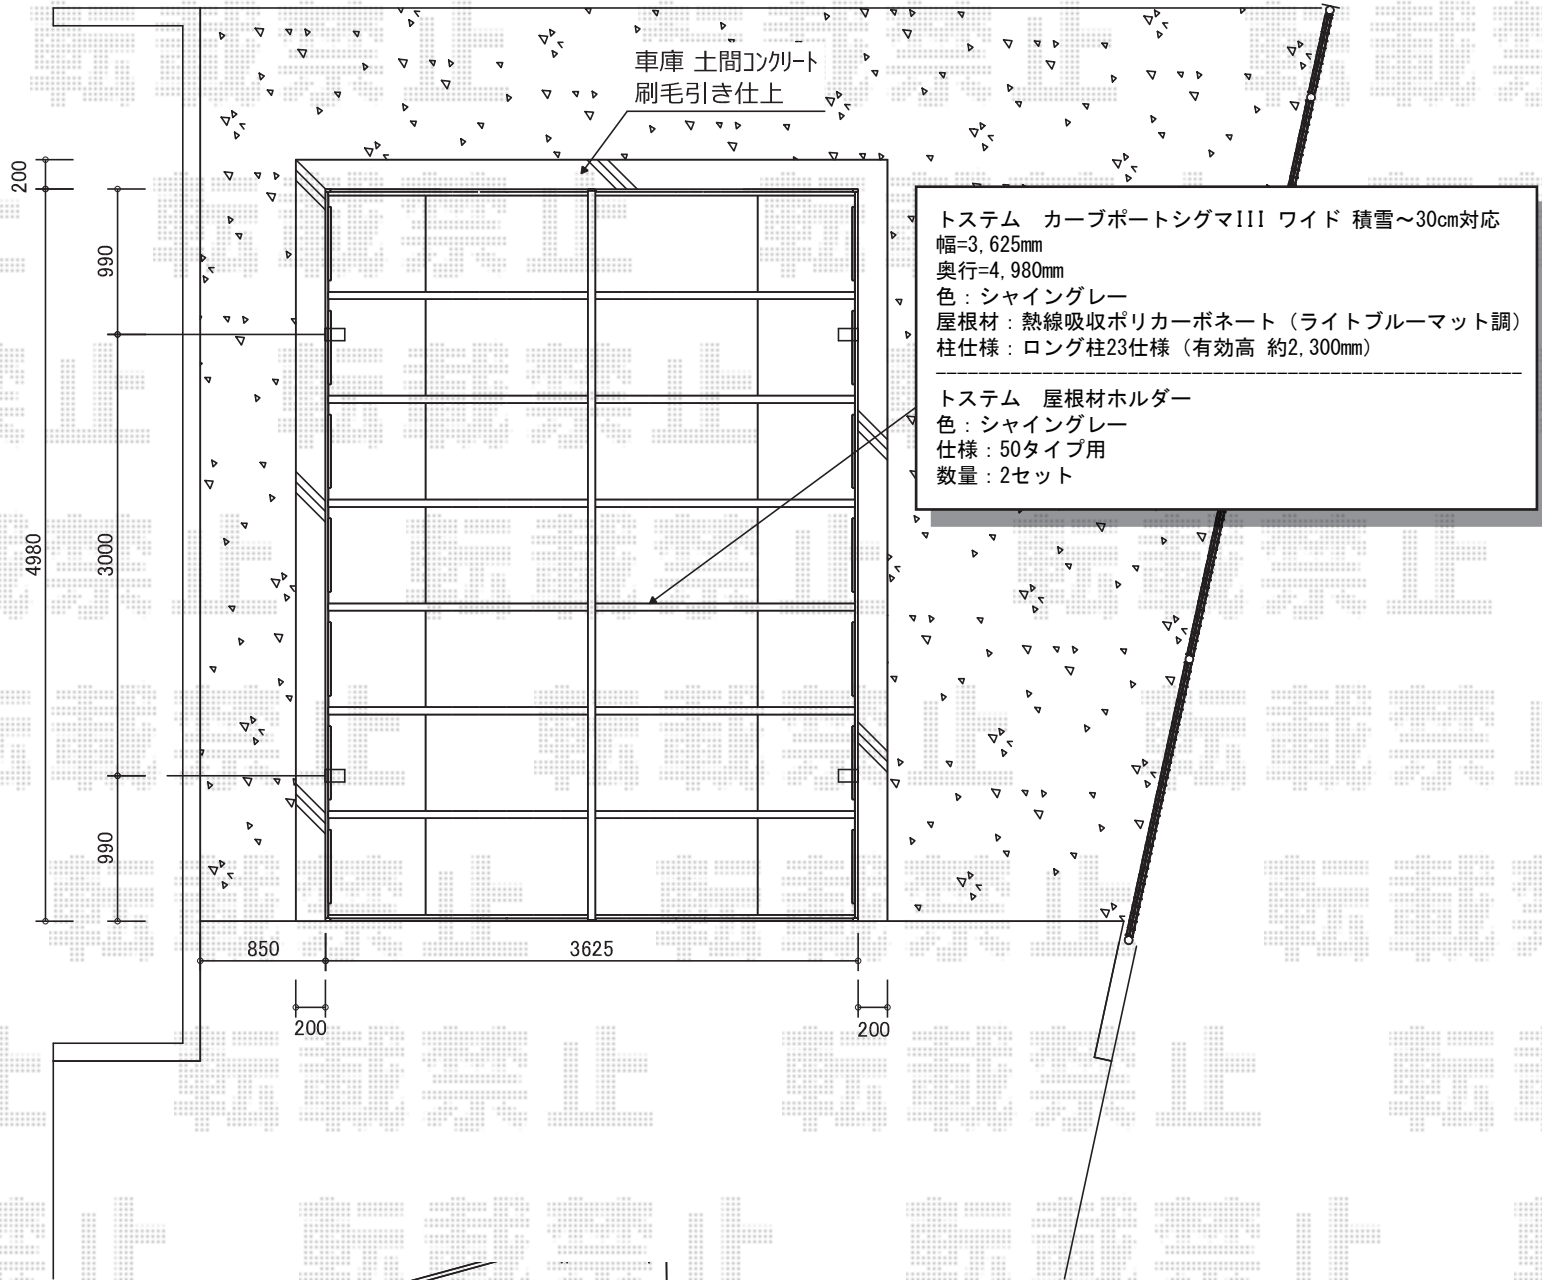 車庫 土間コンクリート
刷毛引き仕上
トステム　カーブポートシグマIII ワイド 積雪～30cm対応
幅=3,625mm
奥行=4,980mm
色：シャイングレー
屋根材：熱線吸収ポリカーボネート（ライトブルーマット調）
柱仕様：ロング柱23仕様（有効高 約2,300mm）
トステム　屋根材ホルダー
色：シャイングレー
仕様：50タイプ用
数量：2セット
200
990
4980
3000
990
850
3625
200
200
転載禁止